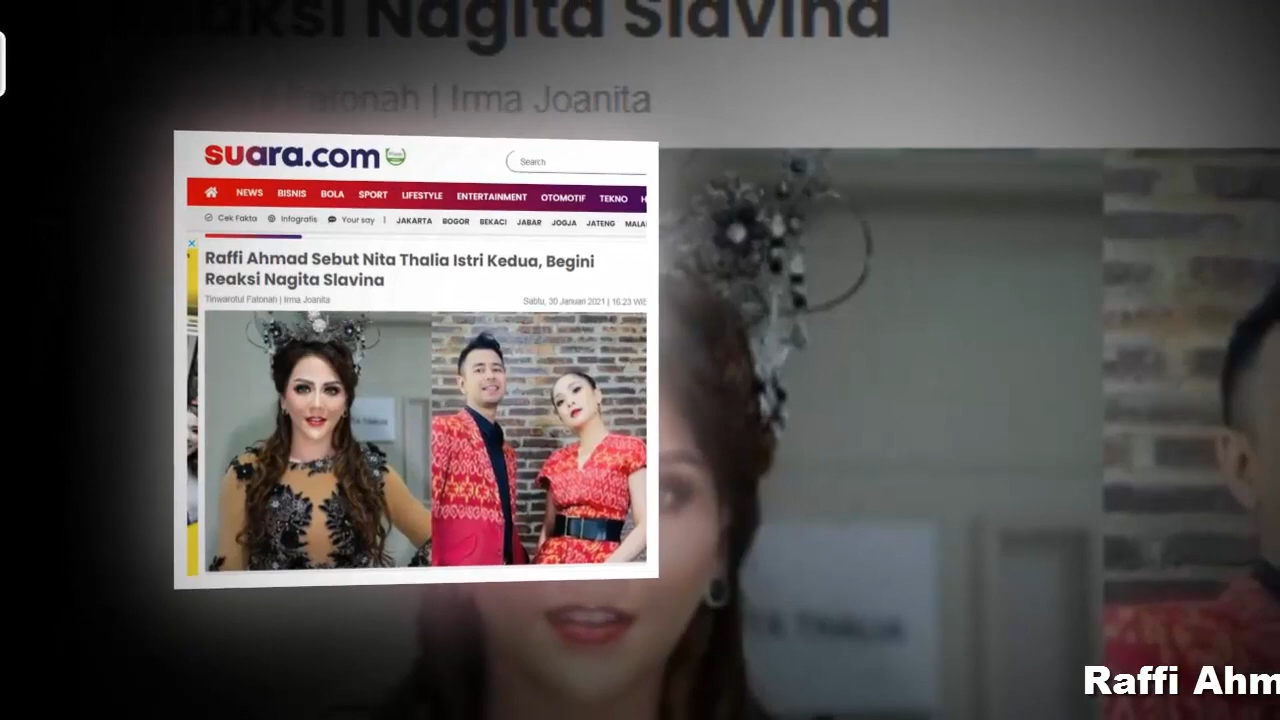 Nagita Slavina
Fatonah | Irma Joanita
suara.com
Search
NEWS BISNIS BOLA SPORT LIFESTYLE ENTERTAINMENT OTOMOTIF TEKNO H
Cek Fakta Infografis Your say | JAKARTA BOGOR BEKACI JABAR JOGJA JATENG MALA
Raffi Ahmad Sebut Nita Thalia Istri Kedua, Begini
Reaksi Nagita Slavina
Tinwarotul Fatonah | Irma Joanita
Sabtu, 30 Januari 2021 | 16:23 WIB
Raffi Ahm